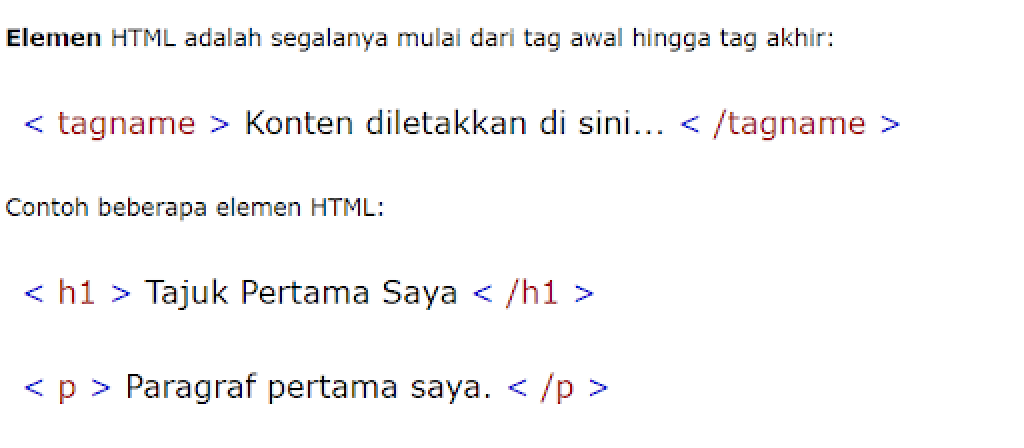 Elemen HTML adalah segalanya mulai dari tag awal hingga tag akhir:
< tagname > Konten diletakkan di sini... < /tagname >
Contoh beberapa elemen HTML:
< h1 > Tajuk Pertama Saya < /h1 >
< p > Paragraf pertama saya. < /p >